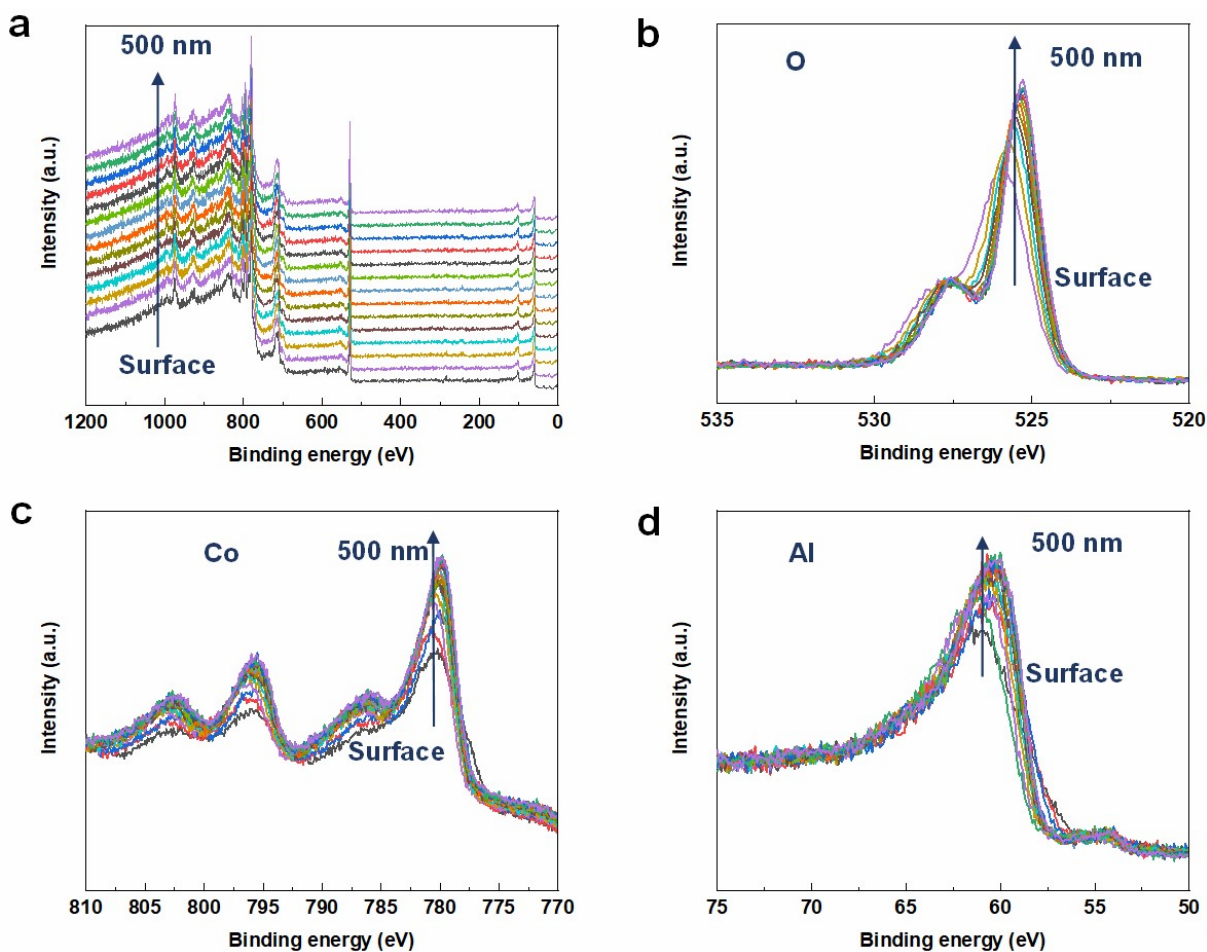 a
500 nm
Surface
Intensity (a.u.)
1200 1000 800 600 400 200 0
Binding energy (eV)
b
O
500 nm
Surface
Intensity (a.u.)
535 530 525 520
Binding energy (eV)
c
Co
500 nm
Surface
Intensity (a.u.)
810 805 800 795 790 785 780 775 770
Binding energy (eV)
d
Al
500 nm
Surface
Intensity (a.u.)
75 70 65 60 55 50
Binding energy (eV)